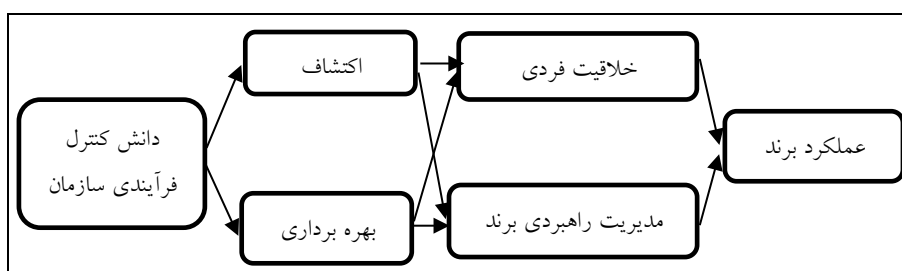 اکتشاف
خلاقیت فردی
دانش کنترل
فرآیندی سازمان
عملکرد برند
بهره برداری
مدیریت راهبردی برند